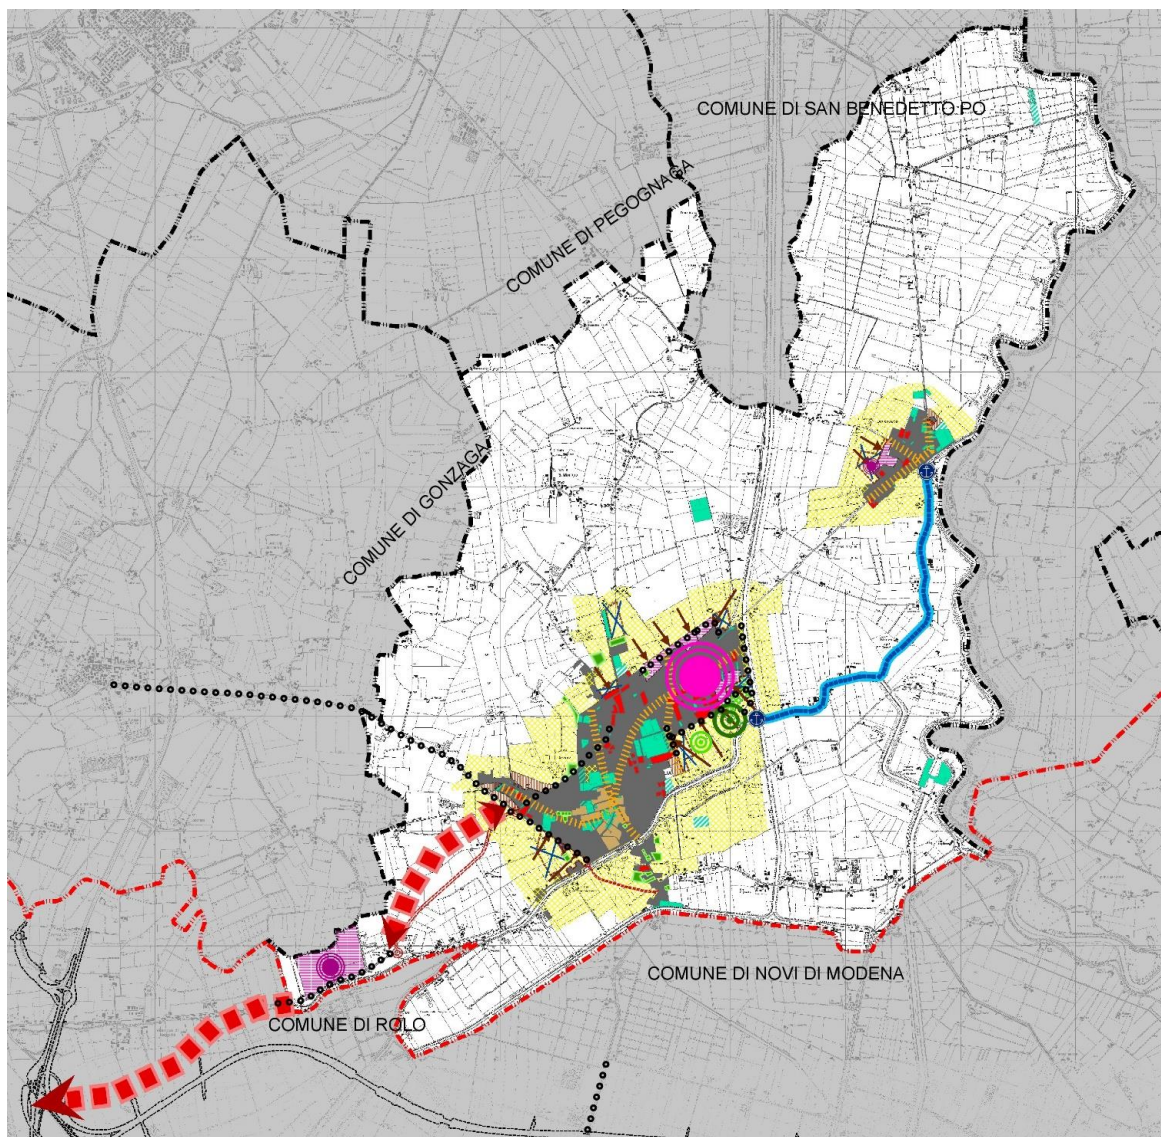 COMUNE DI SAN BENEDETTO PO
COMUNE DI PEGOGNAGA
COMUNE DI GONZAGA
COMUNE DI NOVI DI MODENA
COMUNE DI ROLO